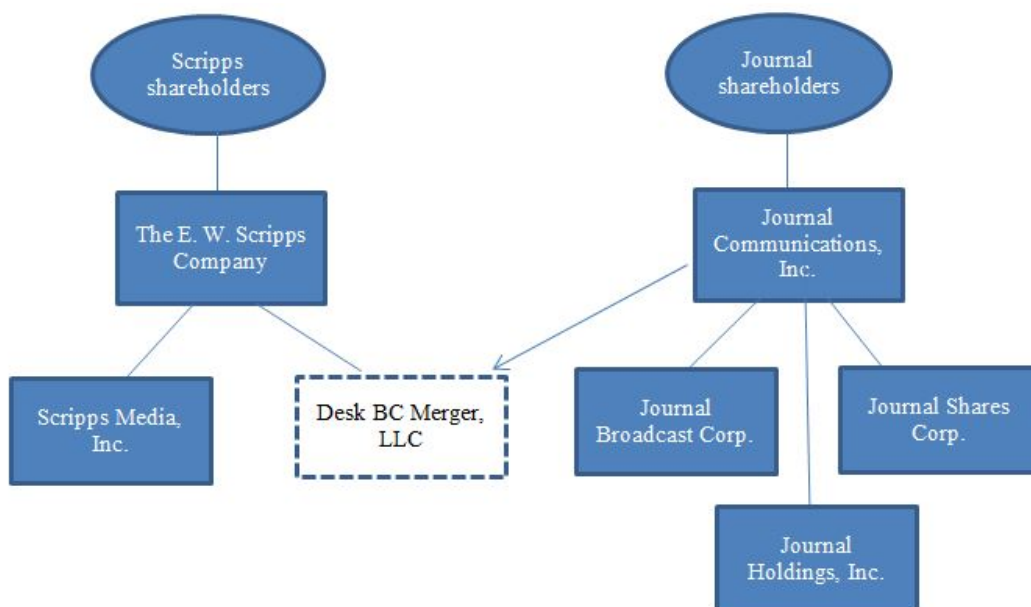 Scripps
shareholders
Journal
shareholders
The E. W. Scripps
Company
Journal
Communications,
Inc.
Scripps Media,
Inc.
Desk BC Merger,
LLC
Journal
Broadcast Corp.
Journal Shares
Corp.
Journal
Holdings, Inc.